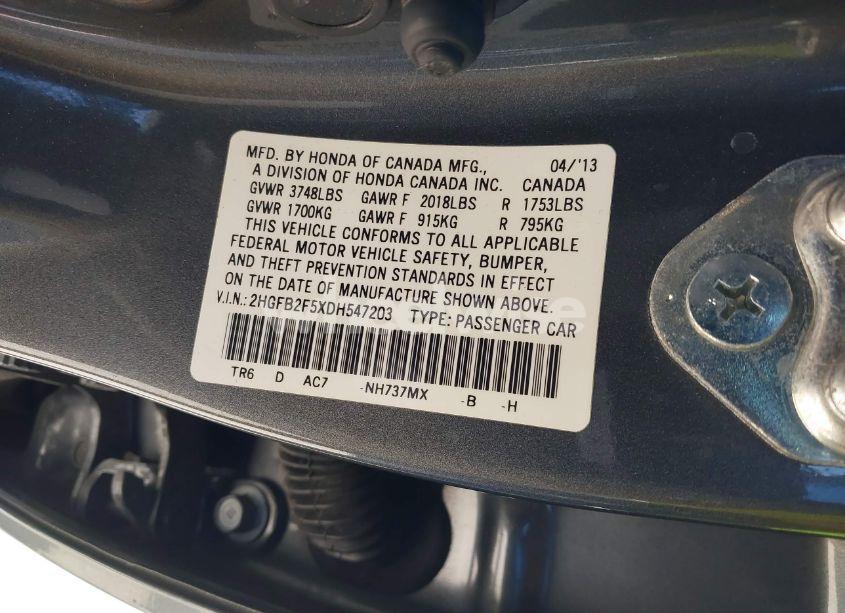 MFD. BY HONDA OF CANADA MFG., 04/'13
A DIVISION OF HONDA CANADA INC. CANADA
GVWR 3748LBS GAWR F 2018LBS R 1753LBS
GVWR 1700KG GAWR F 915KG R 795KG
THIS VEHICLE CONFORMS TO ALL APPLICABLE
FEDERAL MOTOR VEHICLE SAFETY, BUMPER,
AND THEFT PREVENTION STANDARDS IN EFFECT
ON THE DATE OF MANUFACTURE SHOWN ABOVE.
V.I.N.: 2HGFB2F5XDH547203 TYPE: PASSENGER CAR
TR6 D AC7 -NH737MX -B -H